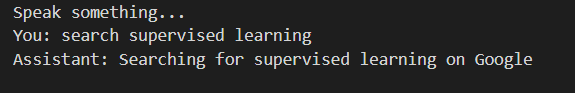 Speak something...
You: search supervised learning
Assistant: Searching for supervised learning on Google